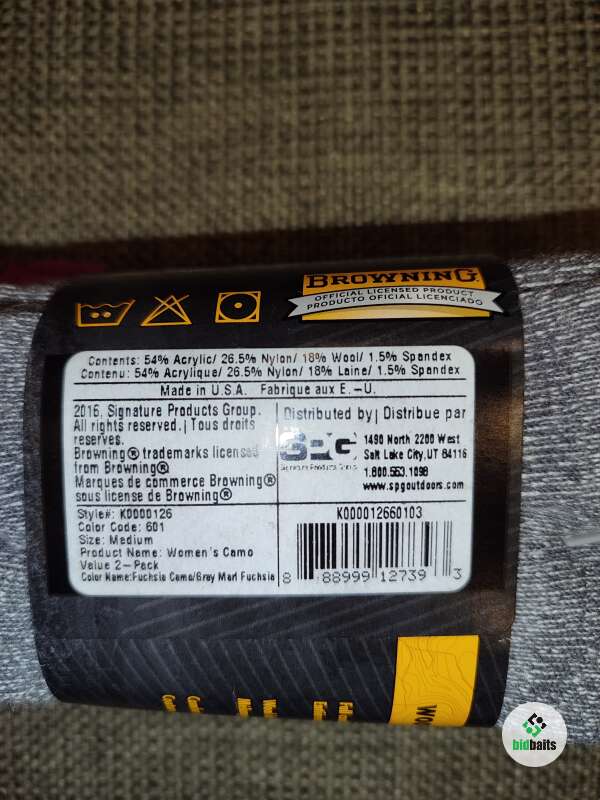 BROWNING
OFFICIAL LICENSED PRODUCT
PRODUCTO OFICIAL LICENCIADO
Contents: 54% Acrylic/ 26.5% Nylon/ 18% Wool/ 1.5% Spandex
Contenu: 54% Acrylique/ 26.5% Nylon/ 18% Laine/ 1.5% Spandex
Made in U.S.A. Fabrique aux E.-U.
2016, Signature Products Group.
All rights reserved.| Tous droits
reserves.
Browning® trademarks licensed
from Browning®
Marques de commerce Browning®
sous license de Browning®
Distributed by| Distribue par
SPG
Signature Products Group
1490 North 2200 West
Salt Lake City,UT 84116
1.800.553.1098
www.spgoutdoors.com
Style#: K0000126
Color Code: 601
Size: Medium
Product Name: Women's Camo
Value 2-Pack
Color Name:Fuchsia Camo/Gray Marl Fuchsia
K000012660103
8 88999 12739 3
WOO
bidbaits